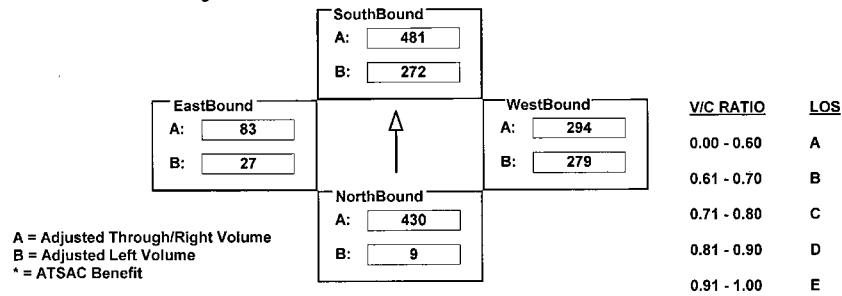 SouthBound
A: 481
B: 272
EastBound
A: 83
B: 27
WestBound
A: 294
B: 279
NorthBound
A: 430
B: 9
A = Adjusted Through/Right Volume
B = Adjusted Left Volume
* = ATSAC Benefit
V/C RATIO LOS
0.00 - 0.60 A
0.61 - 0.70 B
0.71 - 0.80 C
0.81 - 0.90 D
0.91 - 1.00 E